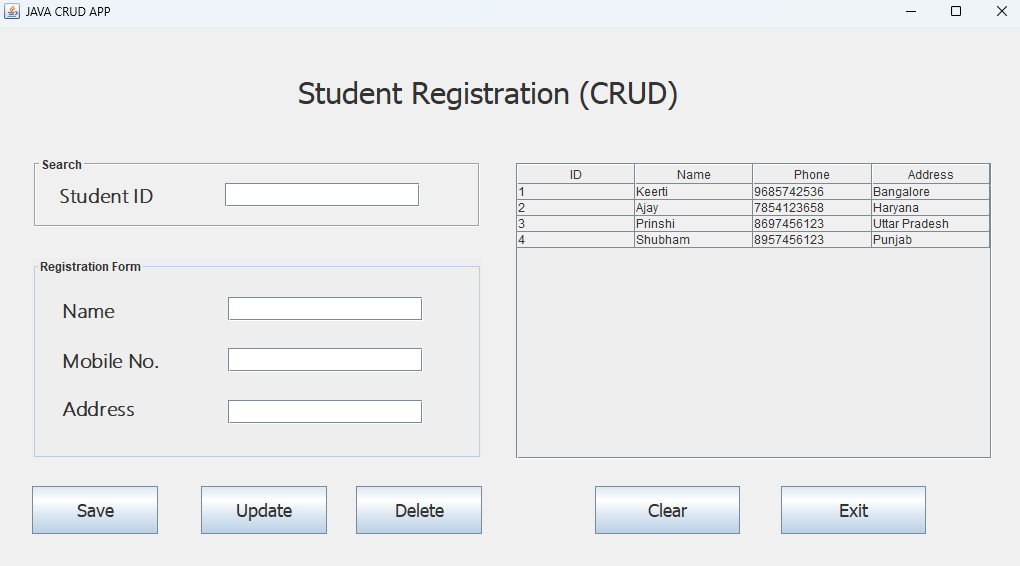 JAVA CRUD APP
Student Registration (CRUD)
Search
Student ID
Registration Form
Name
Mobile No.
Address
ID Name Phone Address
1 Keerti 9685742536 Bangalore
2 Ajay 7854123658 Haryana
3 Prinshi 8697456123 Uttar Pradesh
4 Shubham 8957456123 Punjab
Save Update Delete Clear Exit